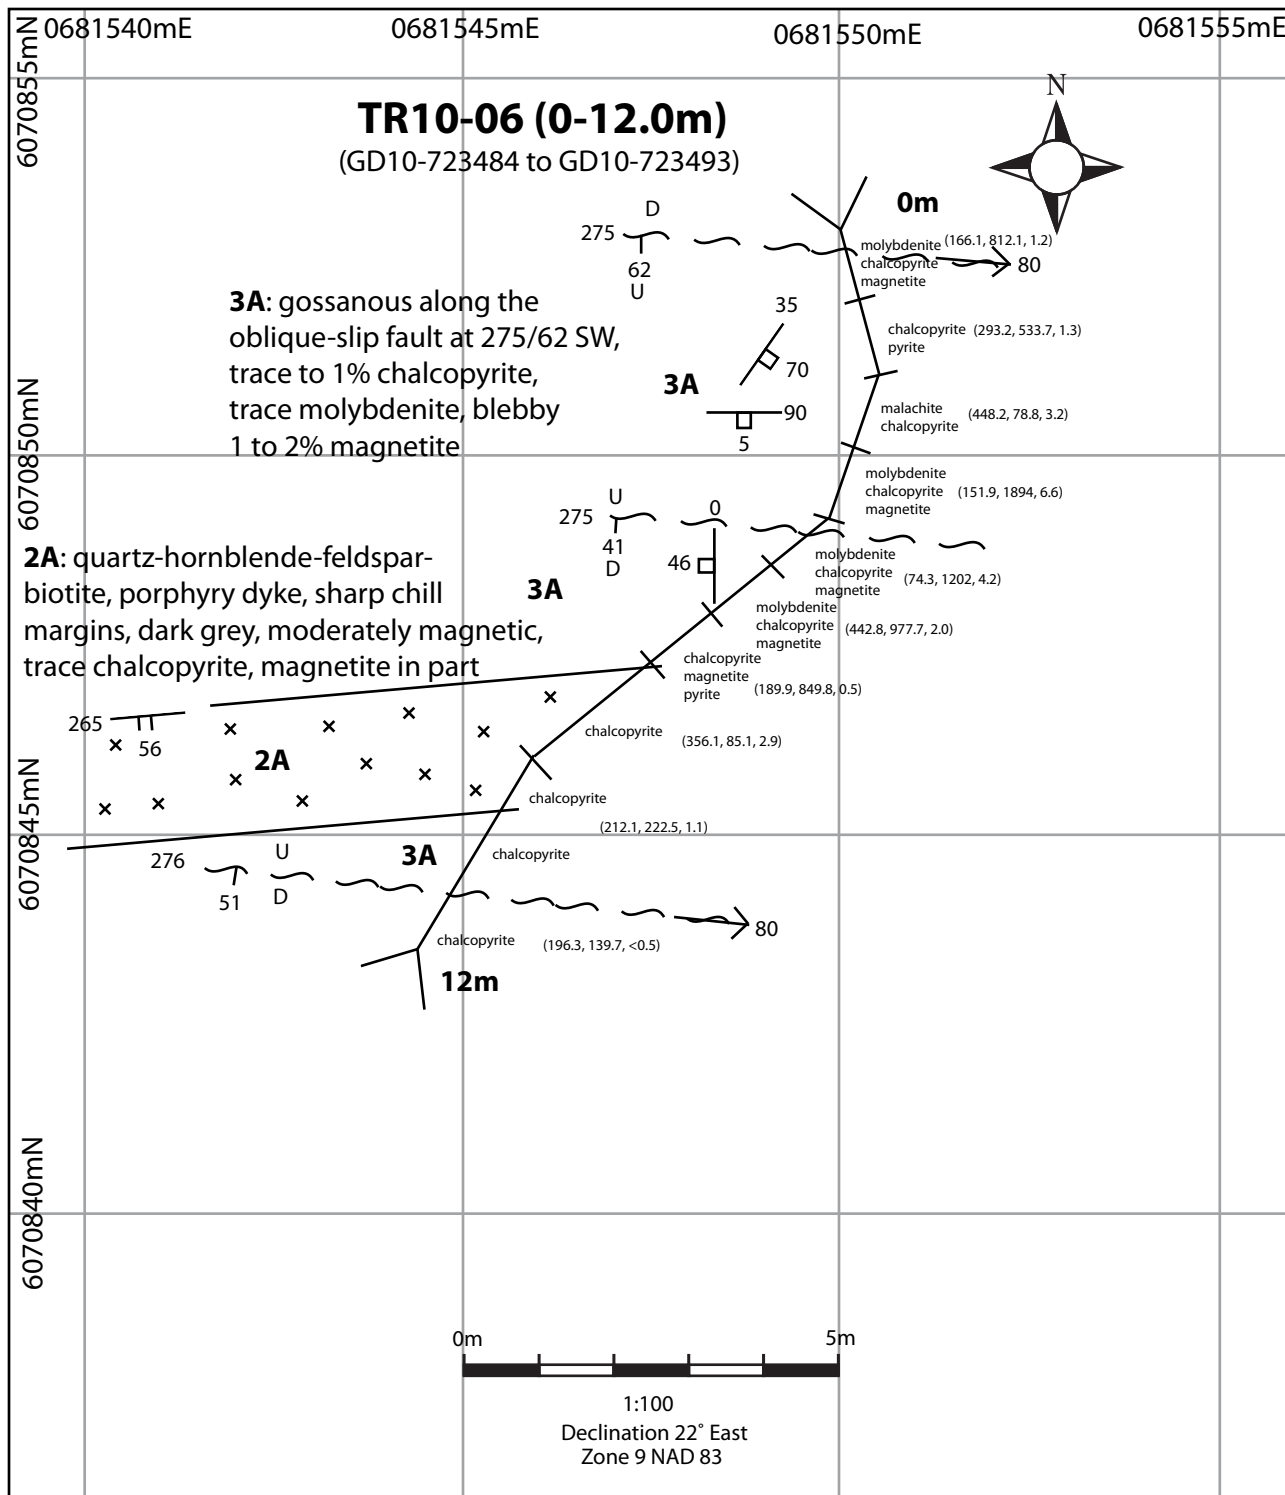 0681540mE
0681545mE
0681550mE
0681555mE
6070855mN
N
TR10-06 (0-12.0m)
(GD10-723484 to GD10-723493)
0m
D
275
62
U
molybdenite (166.1, 812.1, 1.2)
chalcopyrite
magnetite
80
3A: gossanous along the
oblique-slip fault at 275/62 SW,
trace to 1% chalcopyrite,
trace molybdenite, blebby
1 to 2% magnetite
35
70
3A
90
5
chalcopyrite (293.2, 533.7, 1.3)
pyrite
malachite (448.2, 78.8, 3.2)
chalcopyrite
6070850mN
molybdenite
chalcopyrite (151.9, 1894, 6.6)
magnetite
U
275
41
D
0
46
3A
molybdenite
chalcopyrite
magnetite (74.3, 1202, 4.2)
2A: quartz-hornblende-feldspar-
biotite, porphyry dyke, sharp chill
margins, dark grey, moderately magnetic,
trace chalcopyrite, magnetite in part
molybdenite
chalcopyrite (442.8, 977.7, 2.0)
magnetite
chalcopyrite
magnetite
pyrite (189.9, 849.8, 0.5)
265
56
2A
chalcopyrite (356.1, 85.1, 2.9)
chalcopyrite
(212.1, 222.5, 1.1)
6070845mN
276
U
51
D
3A
chalcopyrite
80
chalcopyrite (196.3, 139.7, <0.5)
12m
6070840mN
0m
5m
1:100
Declination 22° East
Zone 9 NAD 83